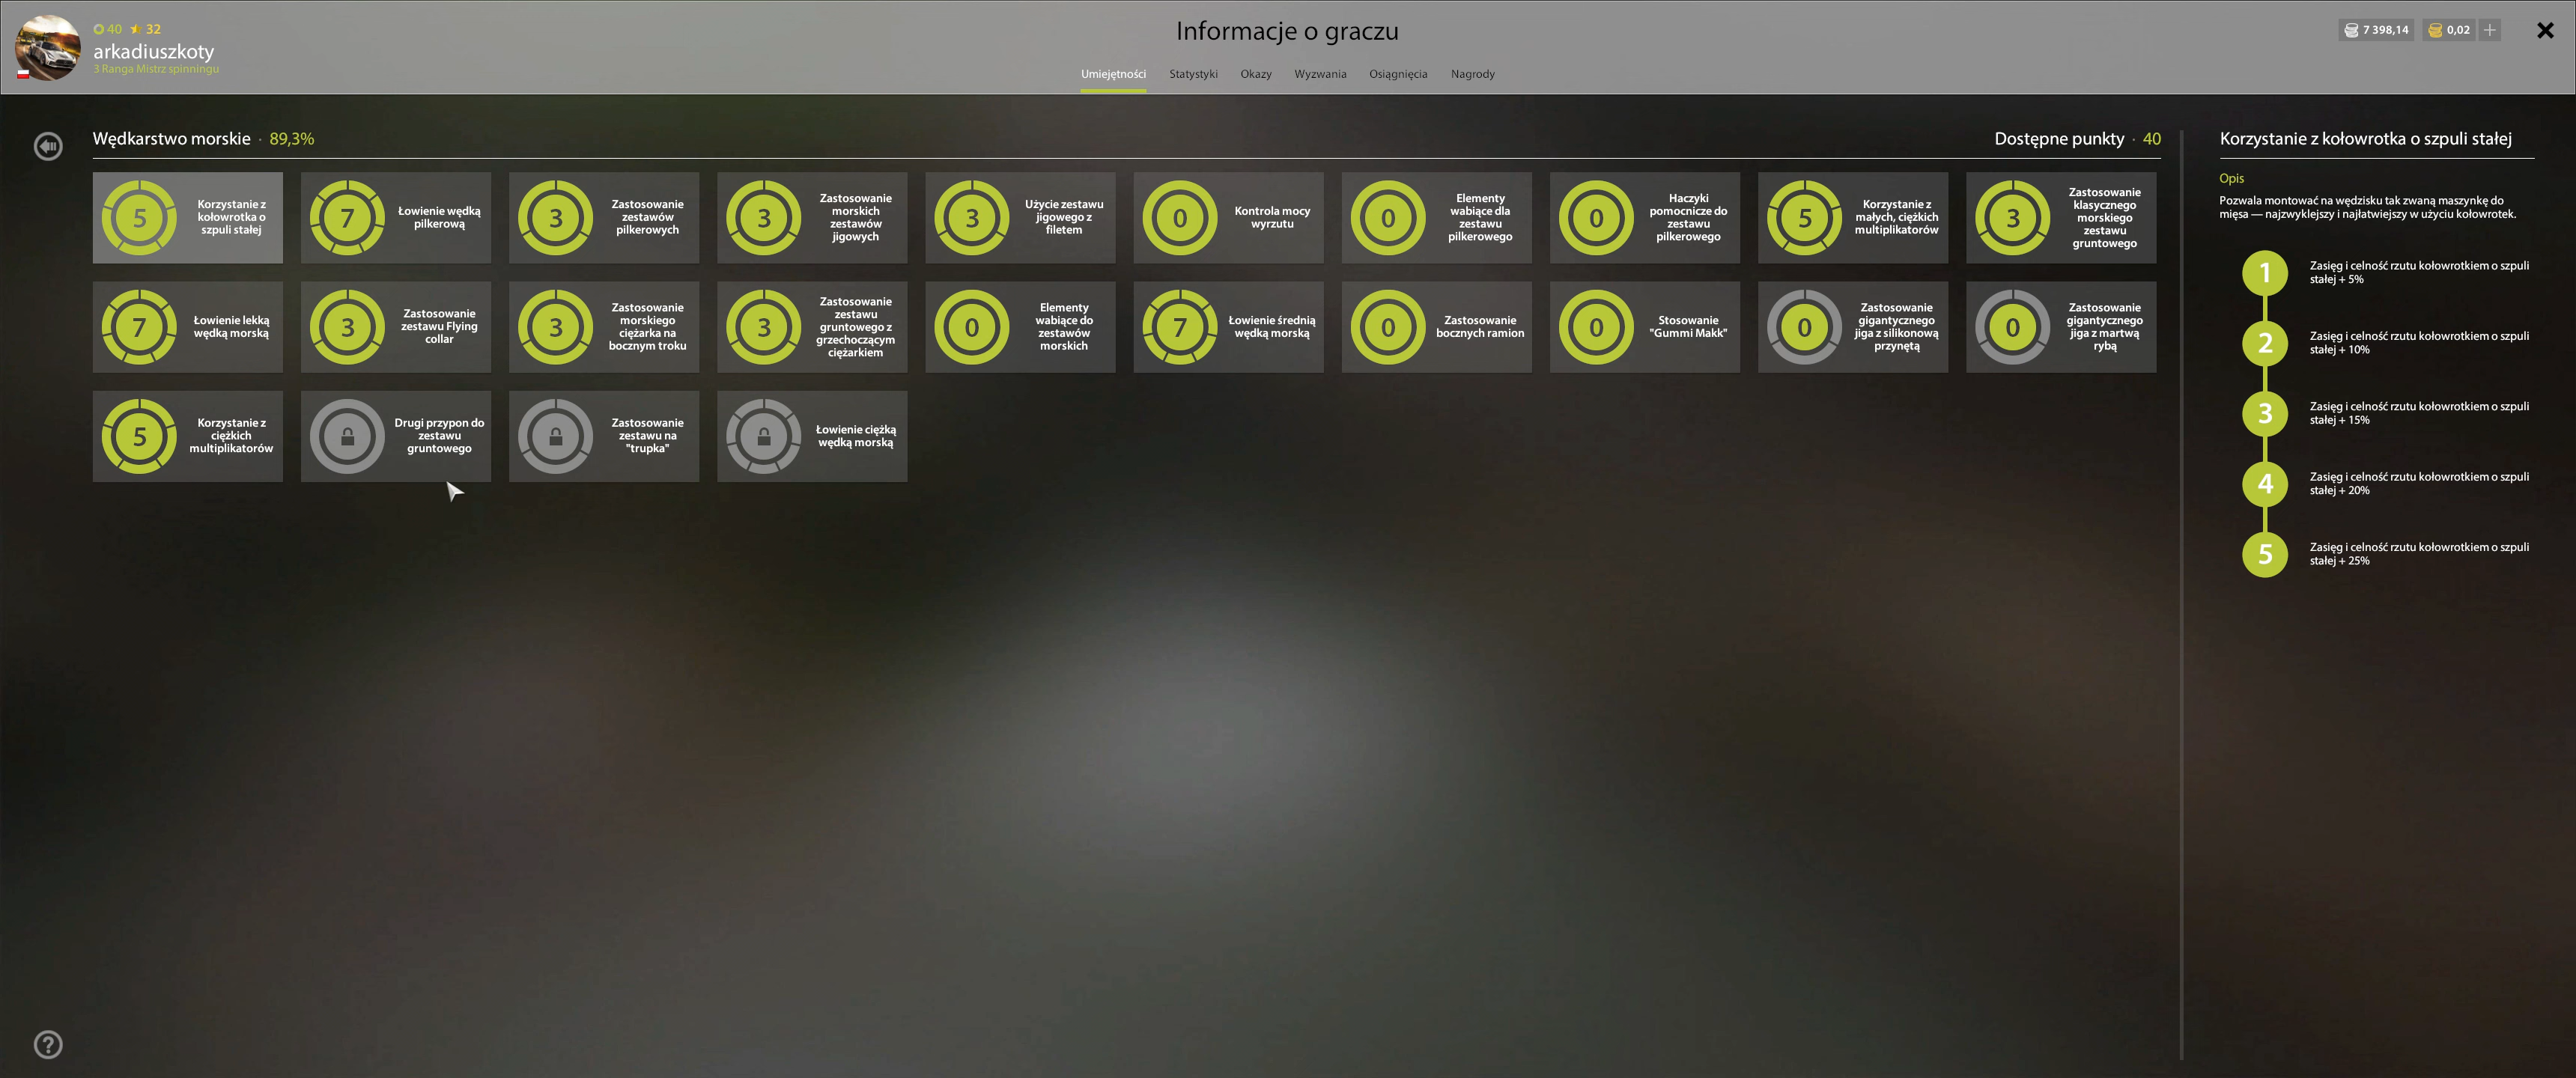 40 32
arkadiuszkoty
3 Ranga Mistrz spinningu
Informacje o graczu
7 398,14
0,02
Umiejętności Statystyki Okazy Wyzwania Osiągnięcia Nagrody
Wędkarstwo morskie · 89,3%
Dostępne punkty · 40
5
Korzystanie z
kołowrotka o
szpuli stałej
7
Łowienie wędką
pilkerową
3
Zastosowanie
zestawów
pilkerowych
3
Zastosowanie
morskich
zestawów
jigowych
3
Użycie zestawu
jigowego z
filetem
0
Kontrola mocy
wyrzutu
0
Elementy
wabiące dla
zestawu
pilkerowego
0
Haczyki
pomocnicze do
zestawu
pilkerowego
5
Korzystanie z
małych, ciężkich
multiplikatorów
3
Zastosowanie
klasycznego
morskiego
zestawu
gruntowego
7
Łowienie lekką
wędką morską
3
Zastosowanie
zestawu Flying
collar
3
Zastosowanie
morskiego
ciężarka na
bocznym troku
3
Zastosowanie
zestawu
gruntowego z
grzechoczącym
ciężarkiem
0
Elementy
wabiące do
zestawów
morskich
7
Łowienie średnią
wędką morską
0
Zastosowanie
bocznych ramion
0
Stosowanie
"Gummi Makk"
0
Zastosowanie
gigantycznego
jiga z silikonową
przynętą
0
Zastosowanie
gigantycznego
jiga z martwą
rybą
5
Korzystanie z
ciężkich
multiplikatorów
Drugi przypon do
zestawu
gruntowego
Zastosowanie
zestawu na
"trupka"
Łowienie ciężką
wędką morską
Korzystanie z kołowrotka o szpuli stałej
Opis
Pozwala montować na wędzisku tak zwaną maszynkę do
mięsa — najzwyklejszy i najłatwiejszy w użyciu kołowrotek.
1
Zasięg i celność rzutu kołowrotkiem o szpuli
stałej + 5%
2
Zasięg i celność rzutu kołowrotkiem o szpuli
stałej + 10%
3
Zasięg i celność rzutu kołowrotkiem o szpuli
stałej + 15%
4
Zasięg i celność rzutu kołowrotkiem o szpuli
stałej + 20%
5
Zasięg i celność rzutu kołowrotkiem o szpuli
stałej + 25%
?